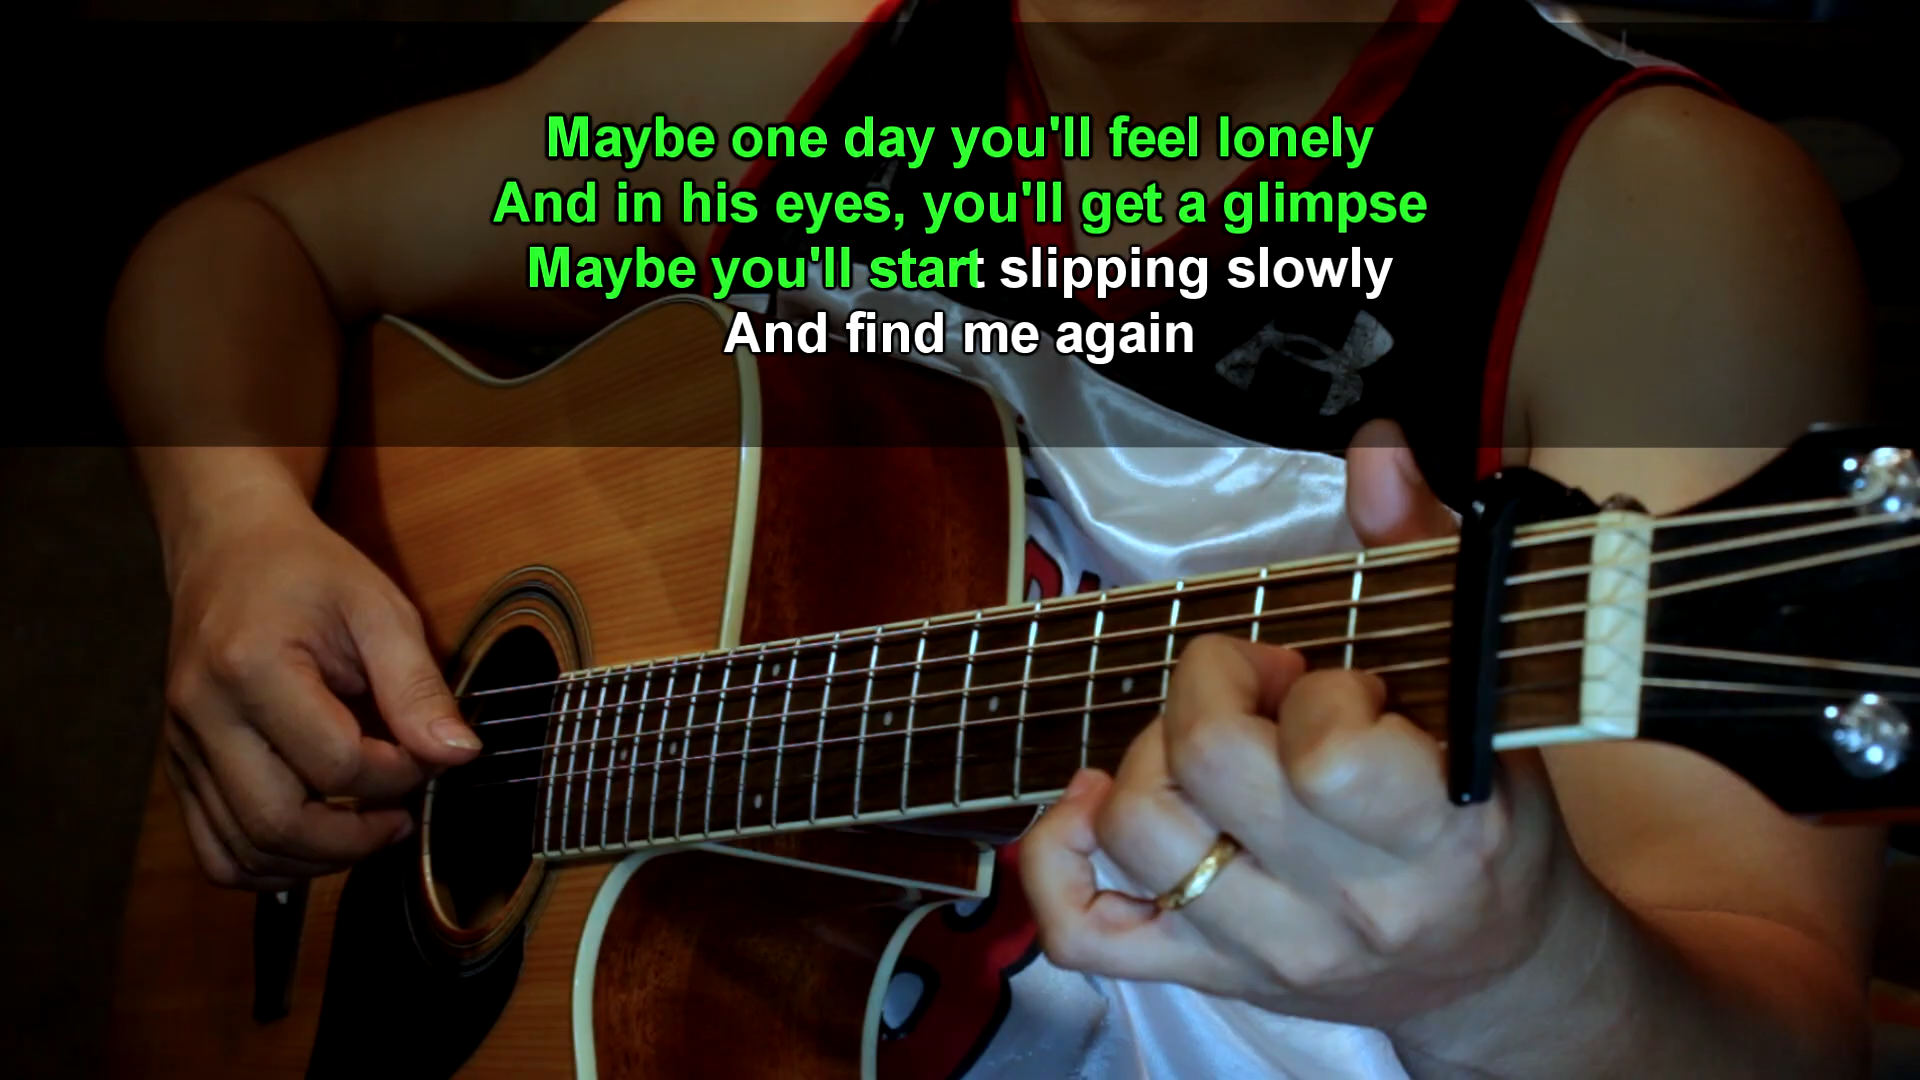 Maybe one day you'll feel lonely
And in his eyes, you'll get a glimpse
Maybe you'll start slipping slowly
And find me again